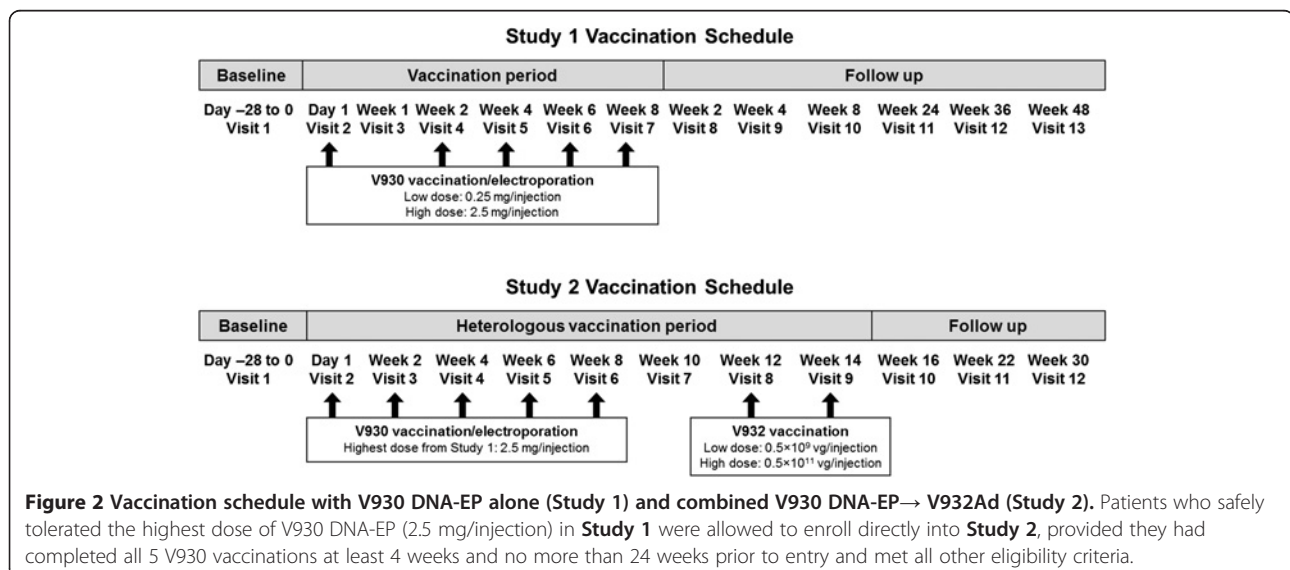 Study 1 Vaccination Schedule
Baseline Vaccination period Follow up
Day –28 to 0 Day 1 Week 1 Week 2 Week 4 Week 6 Week 8 Week 2 Week 4 Week 8 Week 24 Week 36 Week 48
Visit 1 Visit 2 Visit 3 Visit 4 Visit 5 Visit 6 Visit 7 Visit 8 Visit 9 Visit 10 Visit 11 Visit 12 Visit 13
V930 vaccination/electroporation
Low dose: 0.25 mg/injection
High dose: 2.5 mg/injection
Study 2 Vaccination Schedule
Baseline Heterologous vaccination period Follow up
Day –28 to 0 Day 1 Week 2 Week 4 Week 6 Week 8 Week 10 Week 12 Week 14 Week 16 Week 22 Week 30
Visit 1 Visit 2 Visit 3 Visit 4 Visit 5 Visit 6 Visit 7 Visit 8 Visit 9 Visit 10 Visit 11 Visit 12
V930 vaccination/electroporation
Highest dose from Study 1: 2.5 mg/injection
V932 vaccination
Low dose: 0.5×10⁹ vg/injection
High dose: 0.5×10¹¹ vg/injection
Figure 2 Vaccination schedule with V930 DNA-EP alone (Study 1) and combined V930 DNA-EP→ V932Ad (Study 2). Patients who safely
tolerated the highest dose of V930 DNA-EP (2.5 mg/injection) in Study 1 were allowed to enroll directly into Study 2, provided they had
completed all 5 V930 vaccinations at least 4 weeks and no more than 24 weeks prior to entry and met all other eligibility criteria.